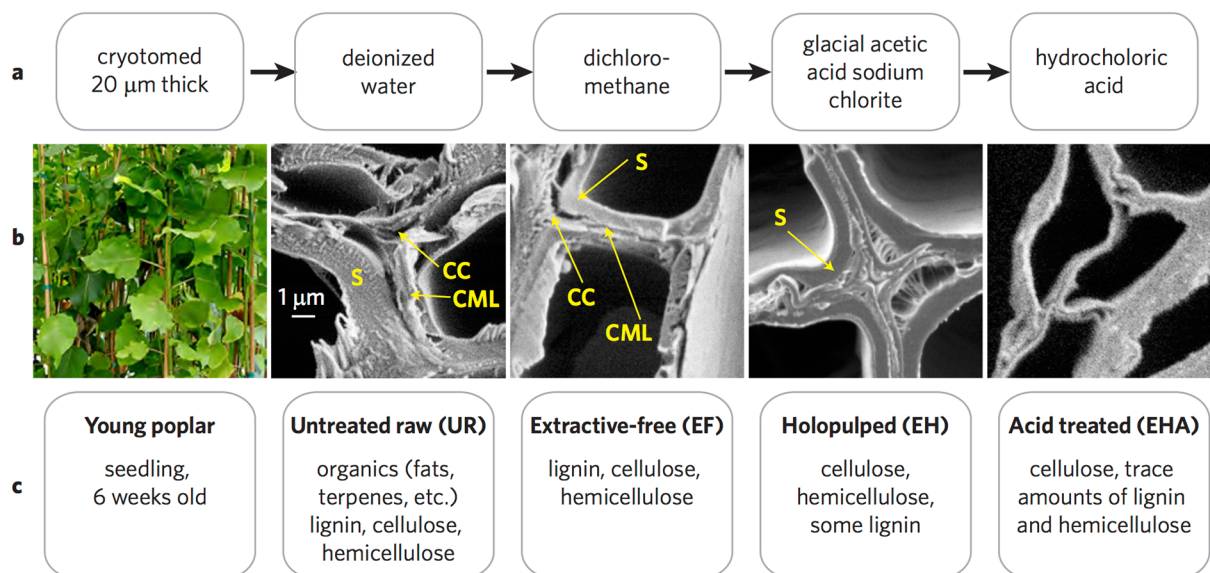 a
cryotomed
20 μm thick
deionized
water
dichloro-
methane
glacial acetic
acid sodium
chlorite
hydrocholoric
acid
b
S
CC
CML
1 μm
S
CC
CML
S
c
Young poplar
seedling,
6 weeks old
Untreated raw (UR)
organics (fats,
terpenes, etc.)
lignin, cellulose,
hemicellulose
Extractive-free (EF)
lignin, cellulose,
hemicellulose
Holopulped (EH)
cellulose,
hemicellulose,
some lignin
Acid treated (EHA)
cellulose, trace
amounts of lignin
and hemicellulose